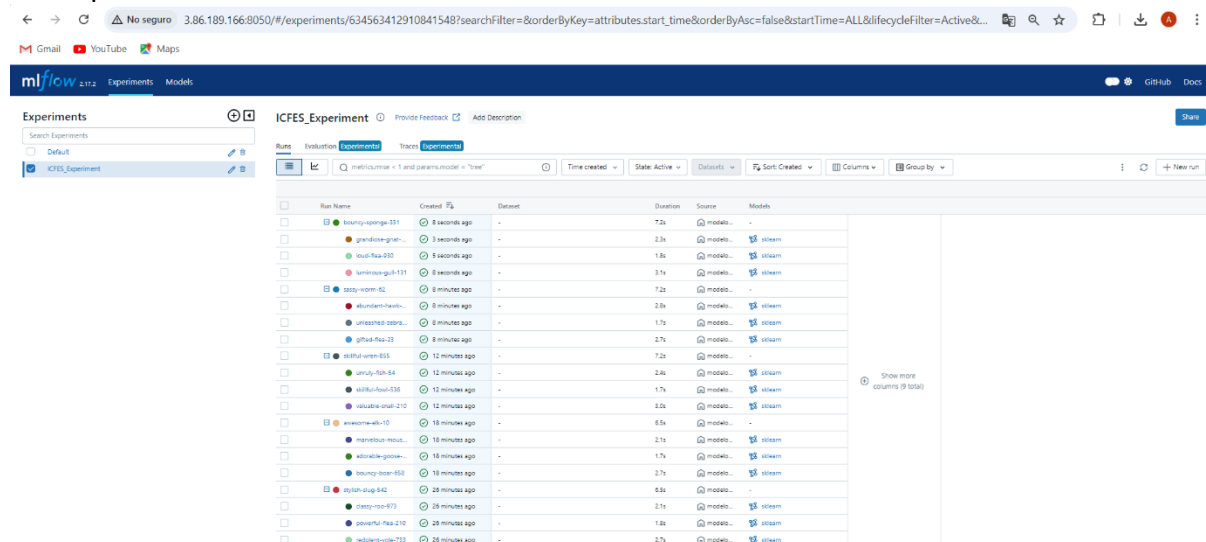 No seguro 3.86.189.166:8050/#/experiments/634563412910841548?searchFilter=&orderByKey=attributes.start_time&orderByAsc=false&startTime=ALL&lifecycleFilter=Active&...
Gmail YouTube Maps
mlflow 2.17.2 Experiments Models GitHub Docs
Experiments
Search Experiments
Default
ICFES_Experiment
ICFES_Experiment Provide Feedback Add Description Share
Runs Evaluation Experimental Traces Experimental
metrics.rmse < 1 and params.model = "tree" Time created State: Active Datasets Sort: Created Columns Group by New run
Run Name Created Dataset Duration Source Models
bouncy-sponge-331 8 seconds ago - 7.2s modelo... -
grandiose-gnat-... 3 seconds ago - 2.3s modelo... sklearn
loud-flea-930 5 seconds ago - 1.8s modelo... sklearn
luminous-gull-131 8 seconds ago - 3.1s modelo... sklearn
sassy-worm-62 8 minutes ago - 7.2s modelo... -
abundant-hawk-... 8 minutes ago - 2.8s modelo... sklearn
unleashed-zebra... 8 minutes ago - 1.7s modelo... sklearn
gifted-flea-23 8 minutes ago - 2.7s modelo... sklearn
skillful-wren-855 12 minutes ago - 7.2s modelo... -
unruly-fish-64 12 minutes ago - 2.4s modelo... sklearn
skillful-fowl-536 12 minutes ago - 1.7s modelo... sklearn
valuable-snail-210 12 minutes ago - 3.0s modelo... sklearn
awesome-elk-10 18 minutes ago - 6.5s modelo... -
marvelous-mous... 18 minutes ago - 2.1s modelo... sklearn
adorable-goose-... 18 minutes ago - 1.7s modelo... sklearn
bouncy-boar-958 18 minutes ago - 2.7s modelo... sklearn
stylish-slug-842 26 minutes ago - 6.8s modelo... -
classy-roo-973 26 minutes ago - 2.1s modelo... sklearn
powerful-flea-210 26 minutes ago - 1.8s modelo... sklearn
redolent-vole-733 26 minutes ago - 2.7s modelo... sklearn
Show more
columns (9 total)